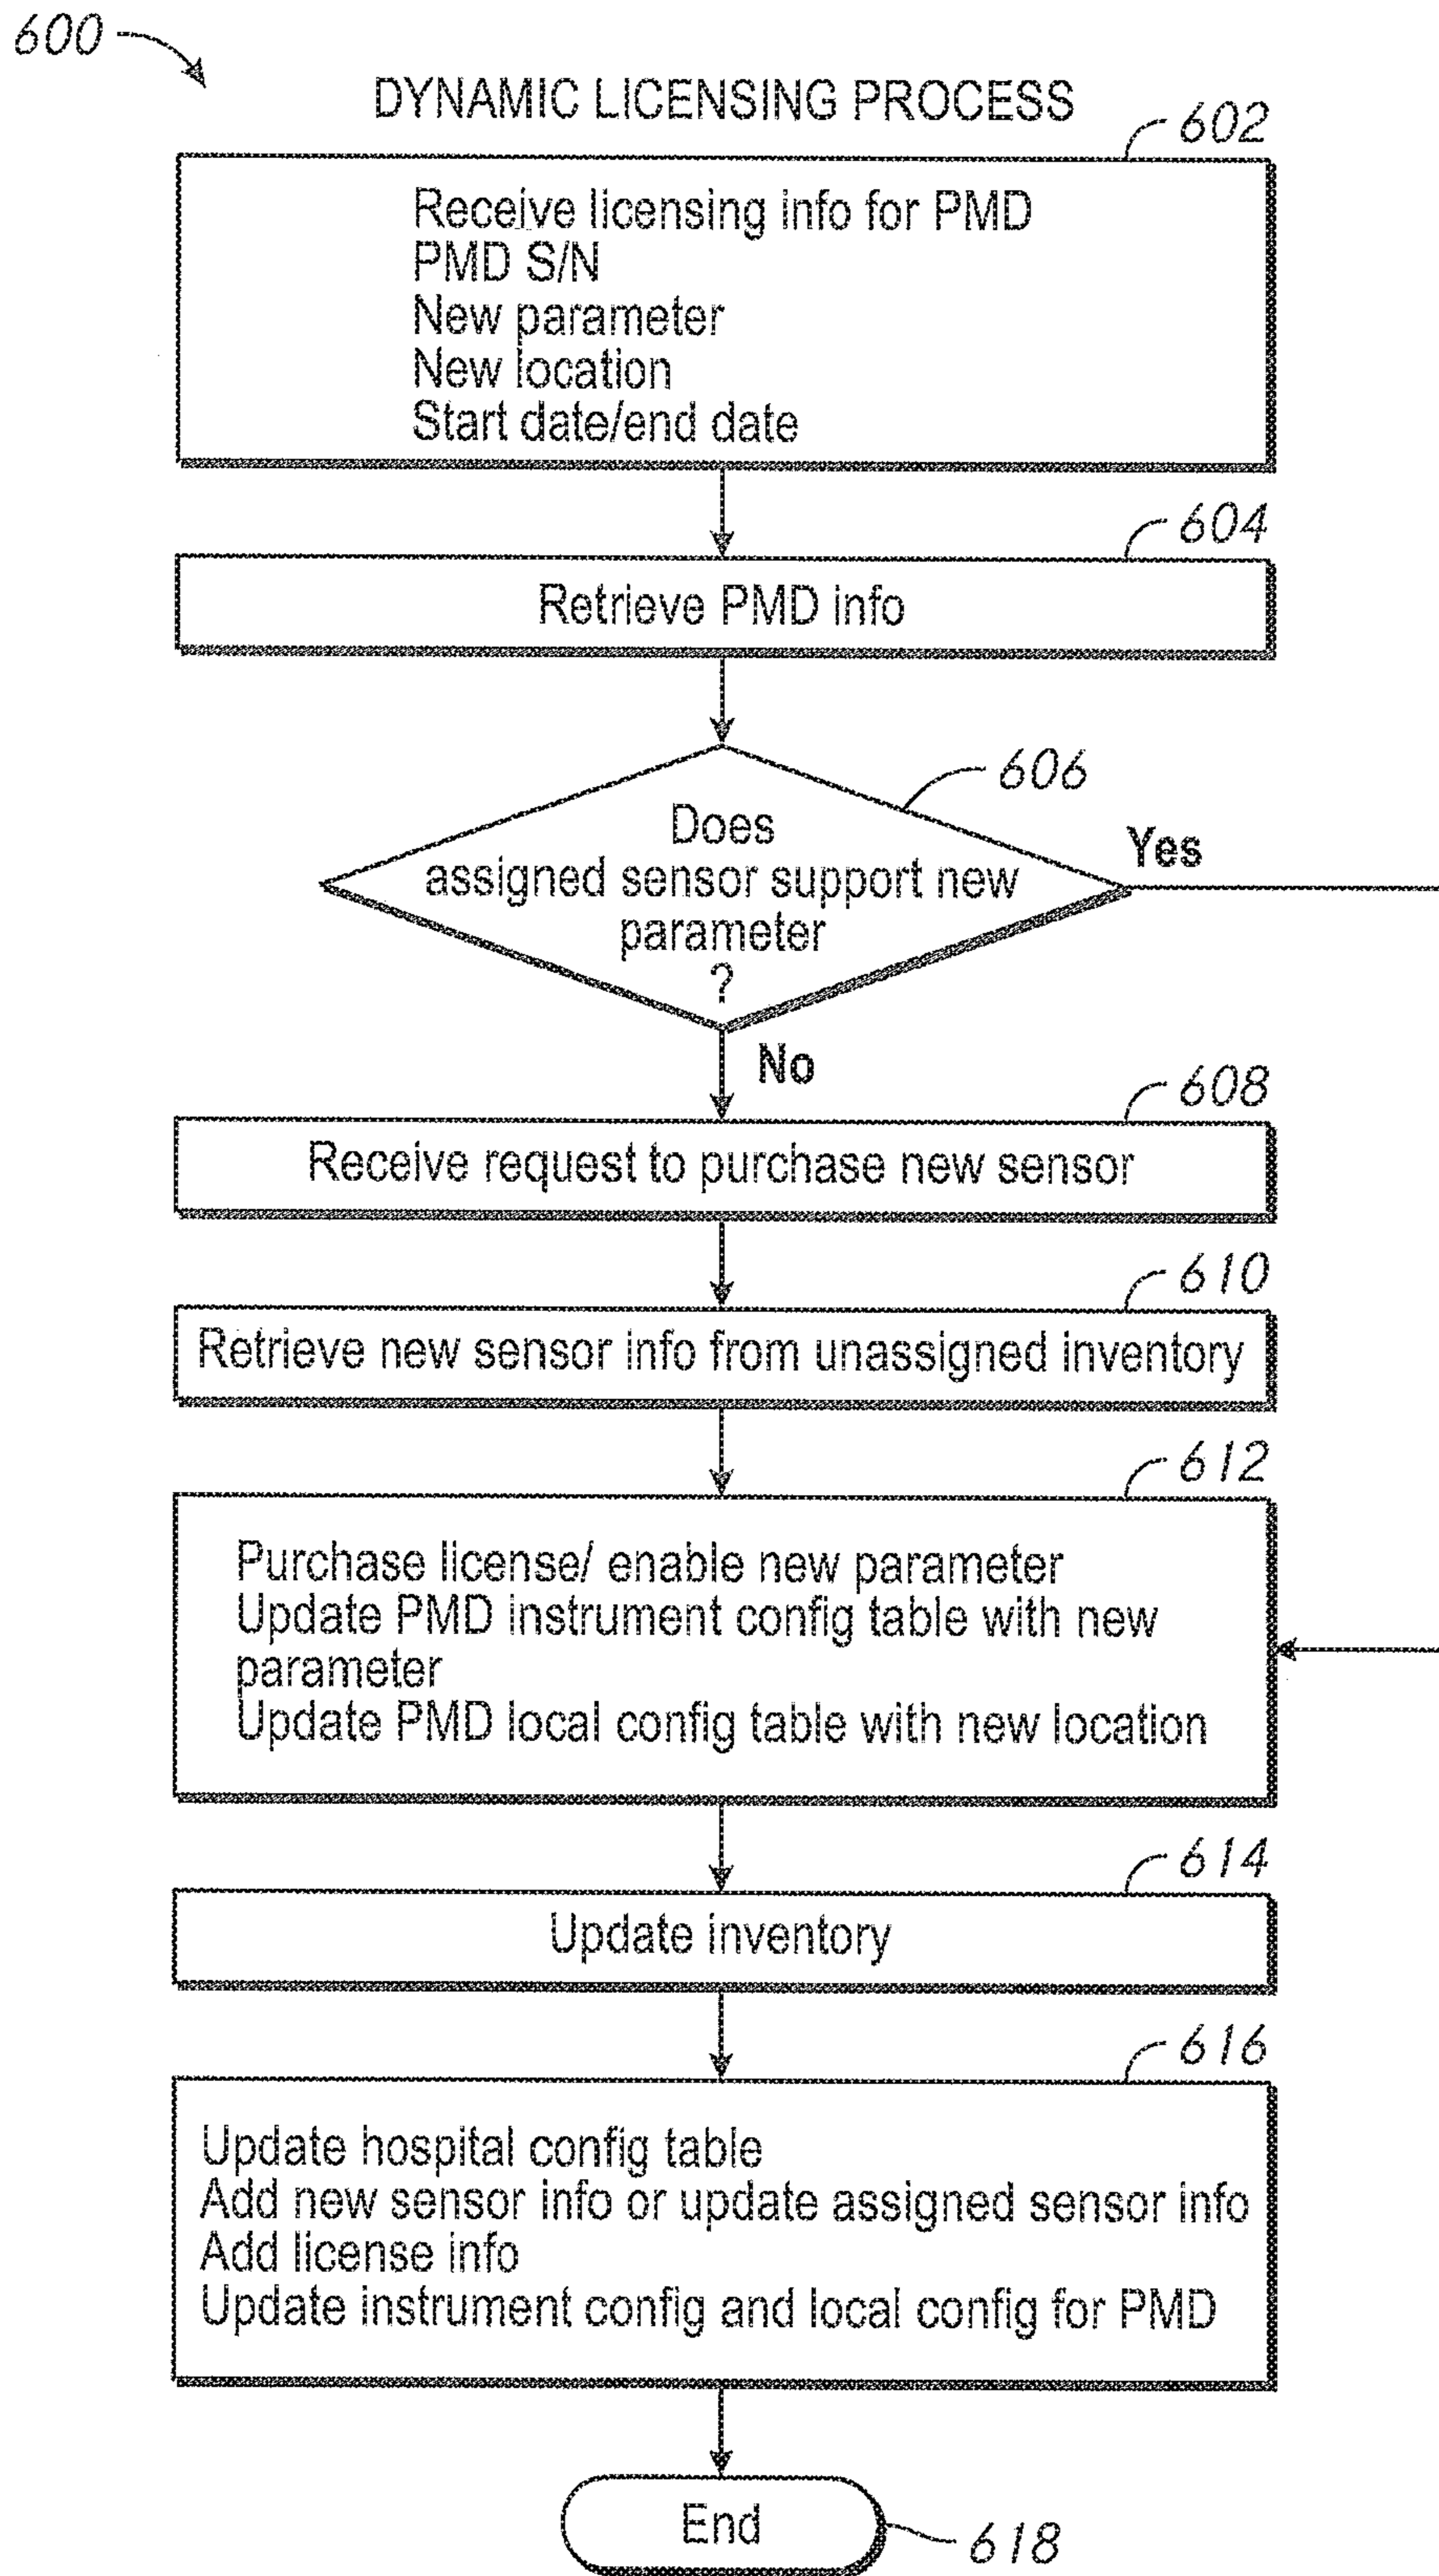 600
DYNAMIC LICENSING PROCESS
602
Receive licensing info for PMD
PMD S/N
New parameter
New location
Start date/end date
604
Retrieve PMD info
606
Does
assigned sensor support new
parameter
?
Yes
No
608
Receive request to purchase new sensor
610
Retrieve new sensor info from unassigned inventory
612
Purchase license/ enable new parameter
Update PMD instrument config table with new
parameter
Update PMD local config table with new location
614
Update inventory
616
Update hospital config table
Add new sensor info or update assigned sensor info
Add license info
Update instrument config and local config for PMD
End
618